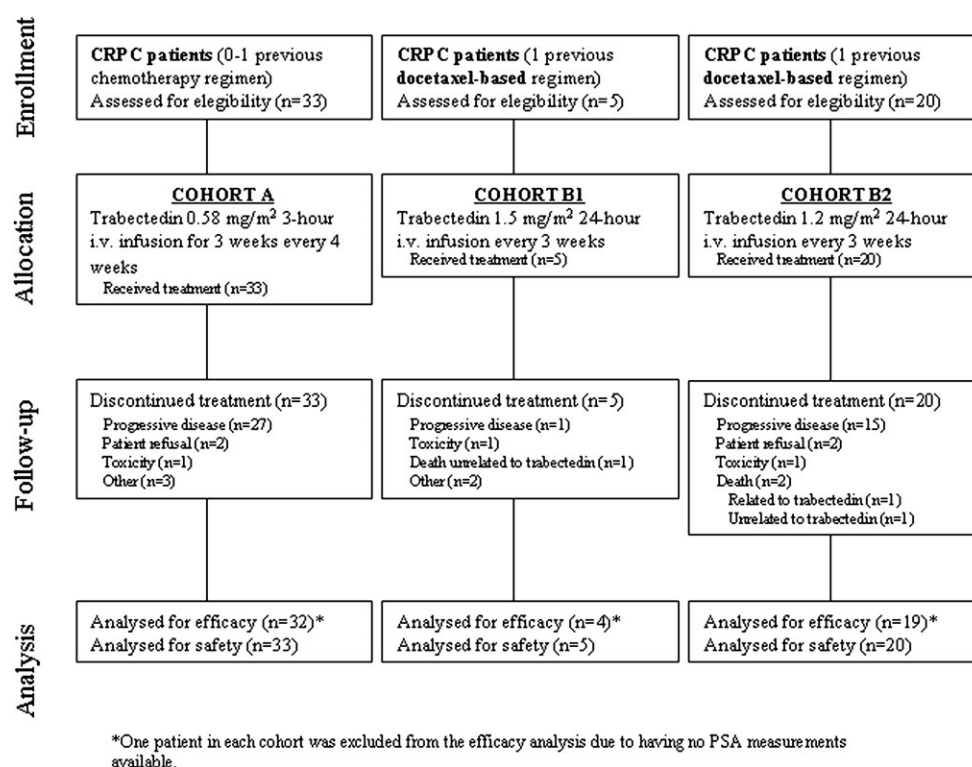 Enrollment
CRPC patients (0-1 previous
chemotherapy regimen)
Assessed for elegibility (n=33)
CRPC patients (1 previous
docetaxel-based regimen)
Assessed for elegibility (n=5)
CRPC patients (1 previous
docetaxel-based regimen)
Assessed for elegibility (n=20)
Allocation
COHORT A
Trabectedin 0.58 mg/m² 3-hour
i.v. infusion for 3 weeks every 4
weeks
Received treatment (n=33)
COHORT B1
Trabectedin 1.5 mg/m² 24-hour
i.v. infusion every 3 weeks
Received treatment (n=5)
COHORT B2
Trabectedin 1.2 mg/m² 24-hour
i.v. infusion every 3 weeks
Received treatment (n=20)
Follow-up
Discontinued treatment (n=33)
Progressive disease (n=27)
Patient refusal (n=2)
Toxicity (n=1)
Other (n=3)
Discontinued treatment (n=5)
Progressive disease (n=1)
Toxicity (n=1)
Death unrelated to trabectedin (n=1)
Other (n=2)
Discontinued treatment (n=20)
Progressive disease (n=15)
Patient refusal (n=2)
Toxicity (n=1)
Death (n=2)
Related to trabectedin (n=1)
Unrelated to trabectedin (n=1)
Analysis
Analysed for efficacy (n=32)*
Analysed for safety (n=33)
Analysed for efficacy (n=4)*
Analysed for safety (n=5)
Analysed for efficacy (n=19)*
Analysed for safety (n=20)
*One patient in each cohort was excluded from the efficacy analysis due to having no PSA measurements
available.